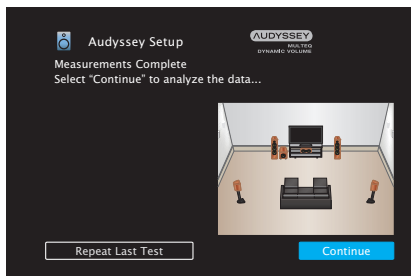 Audyssey Setup
AUDYSSEY
MULTEQ
DYNAMIC VOLUME
Measurements Complete
Select “Continue” to analyze the data...
Repeat Last Test
Continue